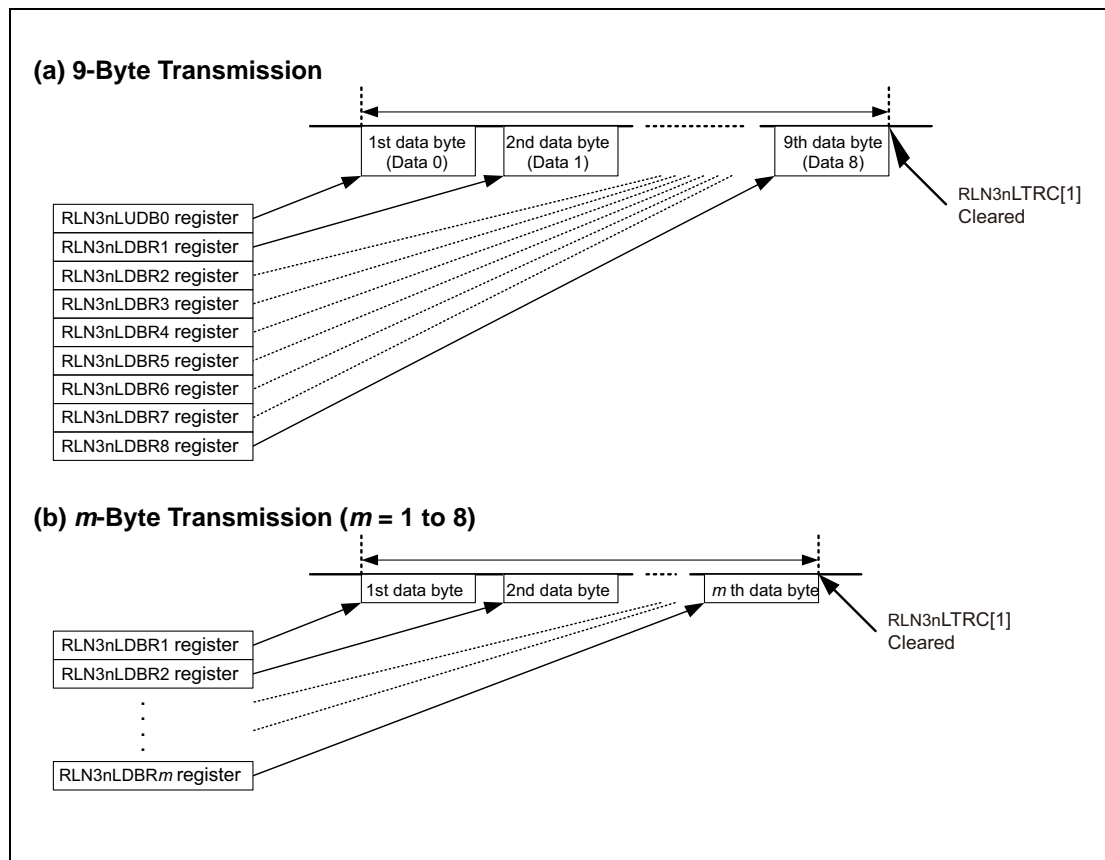 (a) 9-Byte Transmission
1st data byte
(Data 0)
2nd data byte
(Data 1)
9th data byte
(Data 8)
RLN3nLTRC[1]
Cleared
RLN3nLUDB0 register
RLN3nLDBR1 register
RLN3nLDBR2 register
RLN3nLDBR3 register
RLN3nLDBR4 register
RLN3nLDBR5 register
RLN3nLDBR6 register
RLN3nLDBR7 register
RLN3nLDBR8 register
(b) m-Byte Transmission (m = 1 to 8)
1st data byte
2nd data byte
m th data byte
RLN3nLTRC[1]
Cleared
RLN3nLDBR1 register
RLN3nLDBR2 register
RLN3nLDBRm register